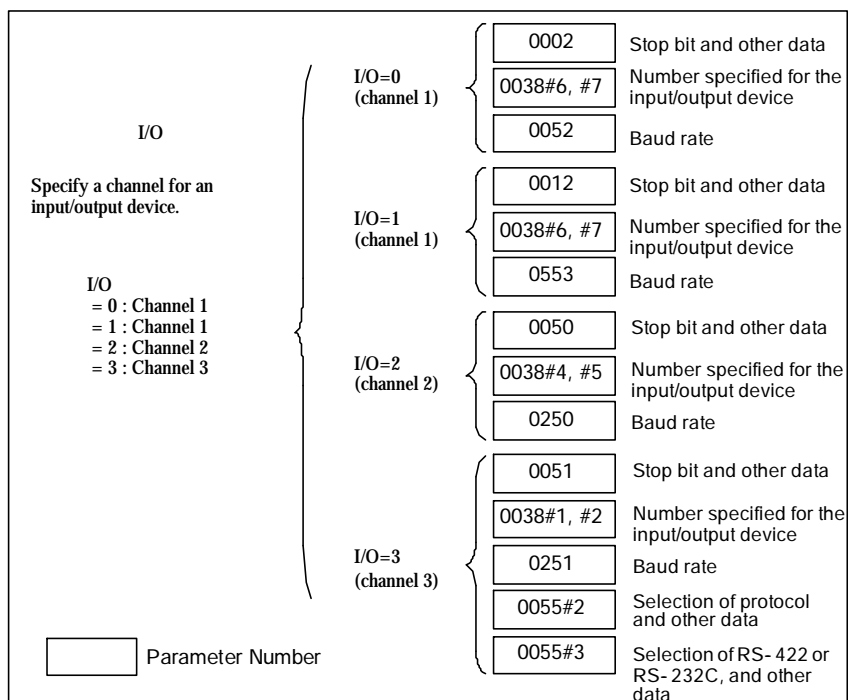 I/O
Specify a channel for an
input/output device.
I/O
= 0 : Channel 1
= 1 : Channel 1
= 2 : Channel 2
= 3 : Channel 3
I/O=0
(channel 1)
0002
Stop bit and other data
0038#6, #7
Number specified for the
input/output device
0052
Baud rate
I/O=1
(channel 1)
0012
Stop bit and other data
0038#6, #7
Number specified for the
input/output device
0553
Baud rate
I/O=2
(channel 2)
0050
Stop bit and other data
0038#4, #5
Number specified for the
input/output device
0250
Baud rate
I/O=3
(channel 3)
0051
Stop bit and other data
0038#1, #2
Number specified for the
input/output device
0251
Baud rate
0055#2
Selection of protocol
and other data
0055#3
Selection of RS-422 or
RS-232C, and other
data
Parameter Number